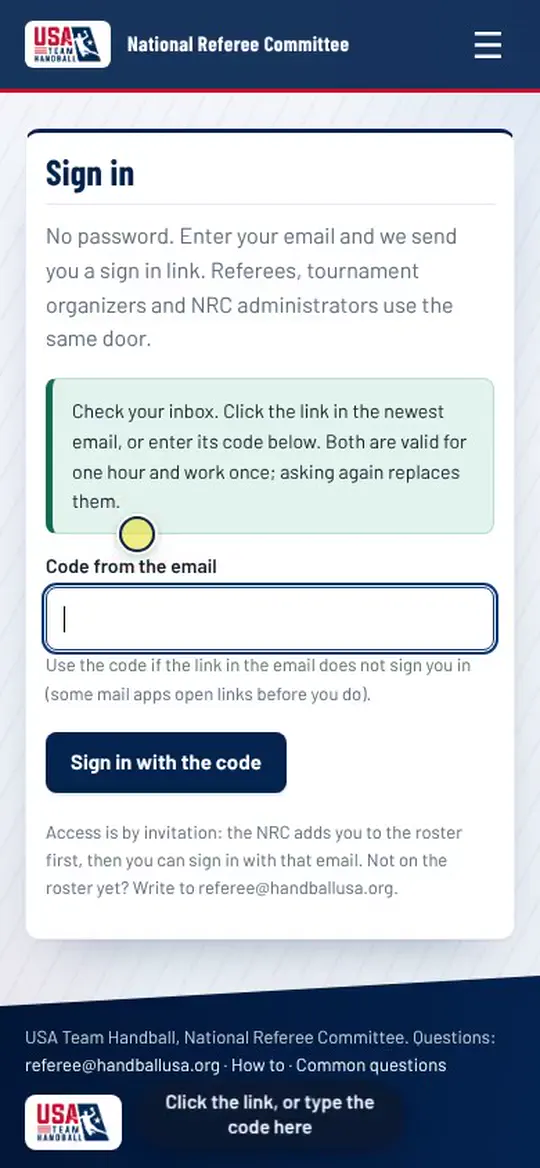 USA
TEAM
HANDBALL
National Referee Committee
Sign in
No password. Enter your email and we send
you a sign in link. Referees, tournament
organizers and NRC administrators use the
same door.
Check your inbox. Click the link in the newest
email, or enter its code below. Both are valid for
one hour and work once; asking again replaces
them.
Code from the email
Use the code if the link in the email does not sign you in
(some mail apps open links before you do).
Sign in with the code
Access is by invitation: the NRC adds you to the roster
first, then you can sign in with that email. Not on the
roster yet? Write to referee@handballusa.org.
USA Team Handball, National Referee Committee. Questions:
referee@handballusa.org · How to · Common questions
USA
TEAM
HANDBALL
Click the link, or type the
code here